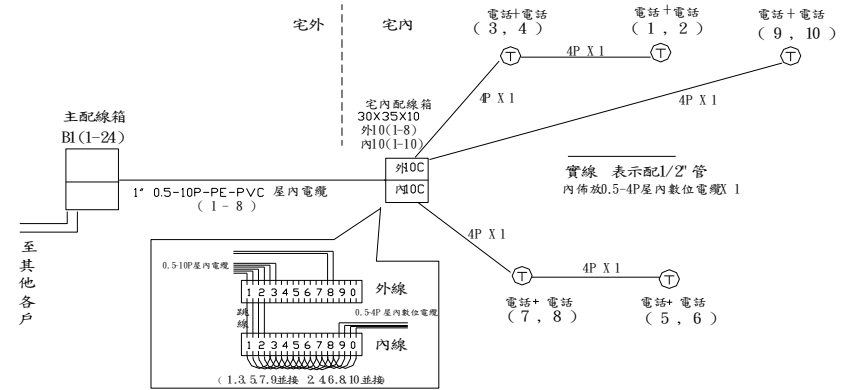 宅外
宅內
電話+電話
( 3 , 4 )
電話+電話
( 1 , 2 )
電話+電話
( 9 , 10 )
4P X 1
4P X 1
4P X 1
宅內配線箱
30X35X10
外10(1-8)
內10(1-10)
主配線箱
B1(1-24)
外10C
內10C
1" 0.5-10P-PE-PVC 屋內電纜
( 1 - 8 )
實線 表示配1/2" 管
內佈放0.5-4P屋內數位電纜X 1
至其他各戶
4P X 1
4P X 1
電話+ 電話
( 7 , 8 )
電話+ 電話
( 5 , 6 )
0.5-10P屋內電纜
1 2 3 4 5 6 7 8 9 0
外線
跳線
0.5-4P 屋內數位電纜
1 2 3 4 5 6 7 8 9 0
內線
( 1.3.5.7.9並接 2.4.6.8.10並接)
T
T
T
T
T